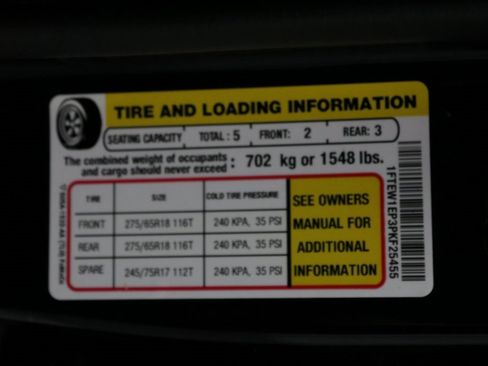 TIRE AND LOADING INFORMATION
SEATING CAPACITY TOTAL: 5 FRONT: 2 REAR: 3
The combined weight of occupants
and cargo should never exceed : 702 kg or 1548 lbs.
TIRE SIZE COLD TIRE PRESSURE
FRONT 275/65R18 116T 240 KPA, 35 PSI
REAR 275/65R18 116T 240 KPA, 35 PSI
SPARE 245/75R17 112T 240 KPA, 35 PSI
SEE OWNERS
MANUAL FOR
ADDITIONAL
INFORMATION
1FTEW1EP3PKF25455